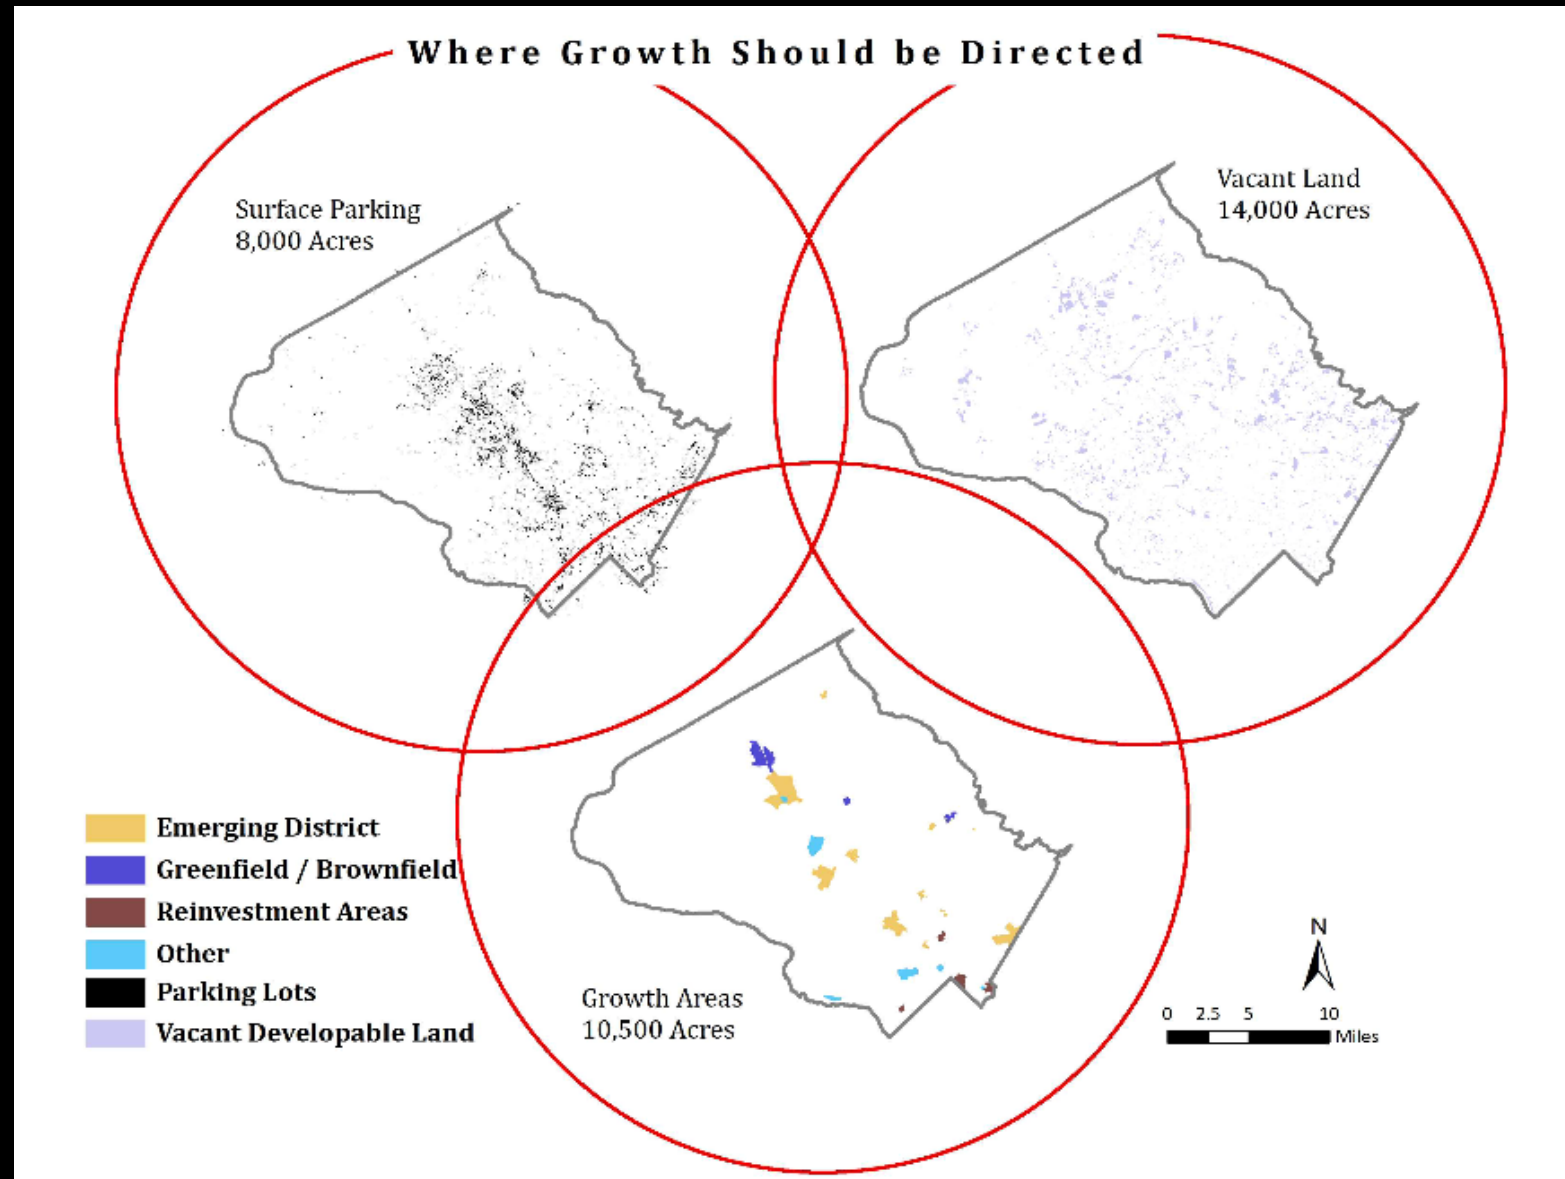 Where Growth Should be Directed
Surface Parking
8,000 Acres
Vacant Land
14,000 Acres
Emerging District
Greenfield / Brownfield
Reinvestment Areas
Other
Parking Lots
Vacant Developable Land
Growth Areas
10,500 Acres
N
0 2.5 5 10
Miles